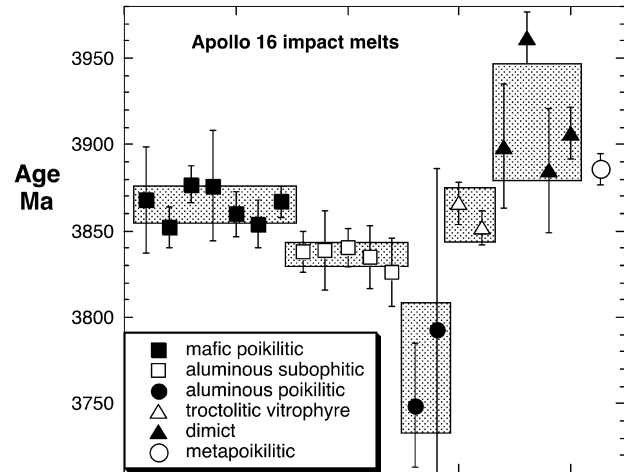 Apollo 16 impact melts
Age
Ma
3950
3900
3850
3800
3750
mafic poikilitic
aluminous subophitic
aluminous poikilitic
troctolitic vitrophyre
dimict
metapoikilitic